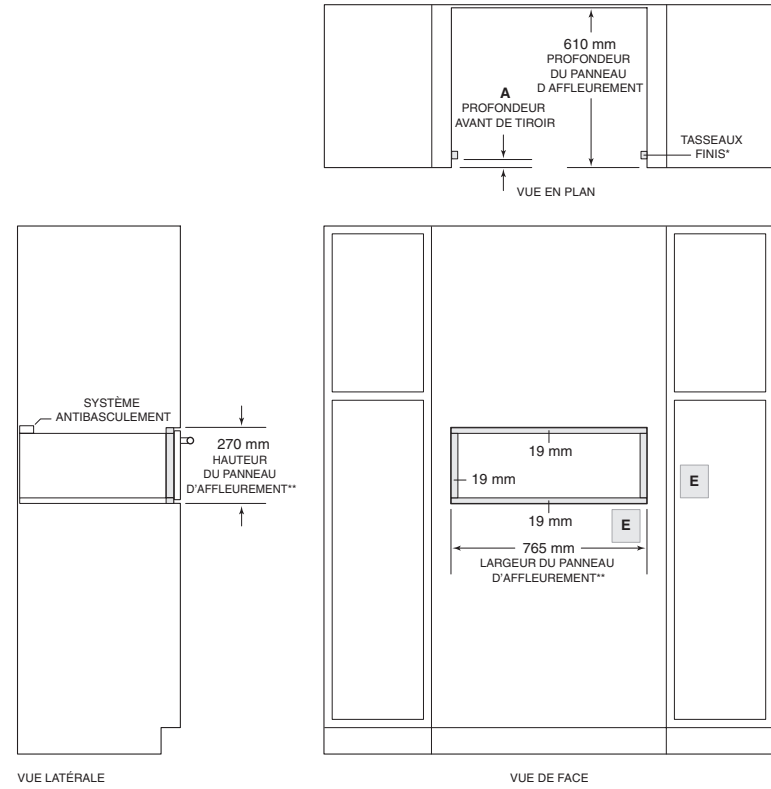 610 mm
PROFONDEUR
DU PANNEAU
D AFFLEUREMENT
A
PROFONDEUR
AVANT DE TIROIR
TASSEAUX
FINIS*
VUE EN PLAN
SYSTÈME
ANTIBASCULEMENT
270 mm
HAUTEUR
DU PANNEAU
D'AFFLEUREMENT**
19 mm
19 mm
19 mm
E
E
765 mm
LARGEUR DU PANNEAU
D'AFFLEUREMENT**
VUE LATÉRALE
VUE DE FACE